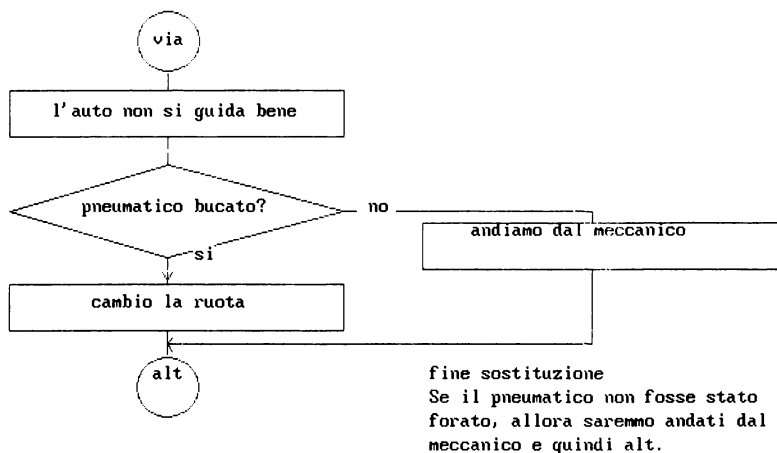 via
l'auto non si guida bene
pneumatico bucato?
no
si
andiamo dal meccanico
cambio la ruota
alt
fine sostituzione
Se il pneumatico non fosse stato
forato, allora saremmo andati dal
meccanico e quindi alt.